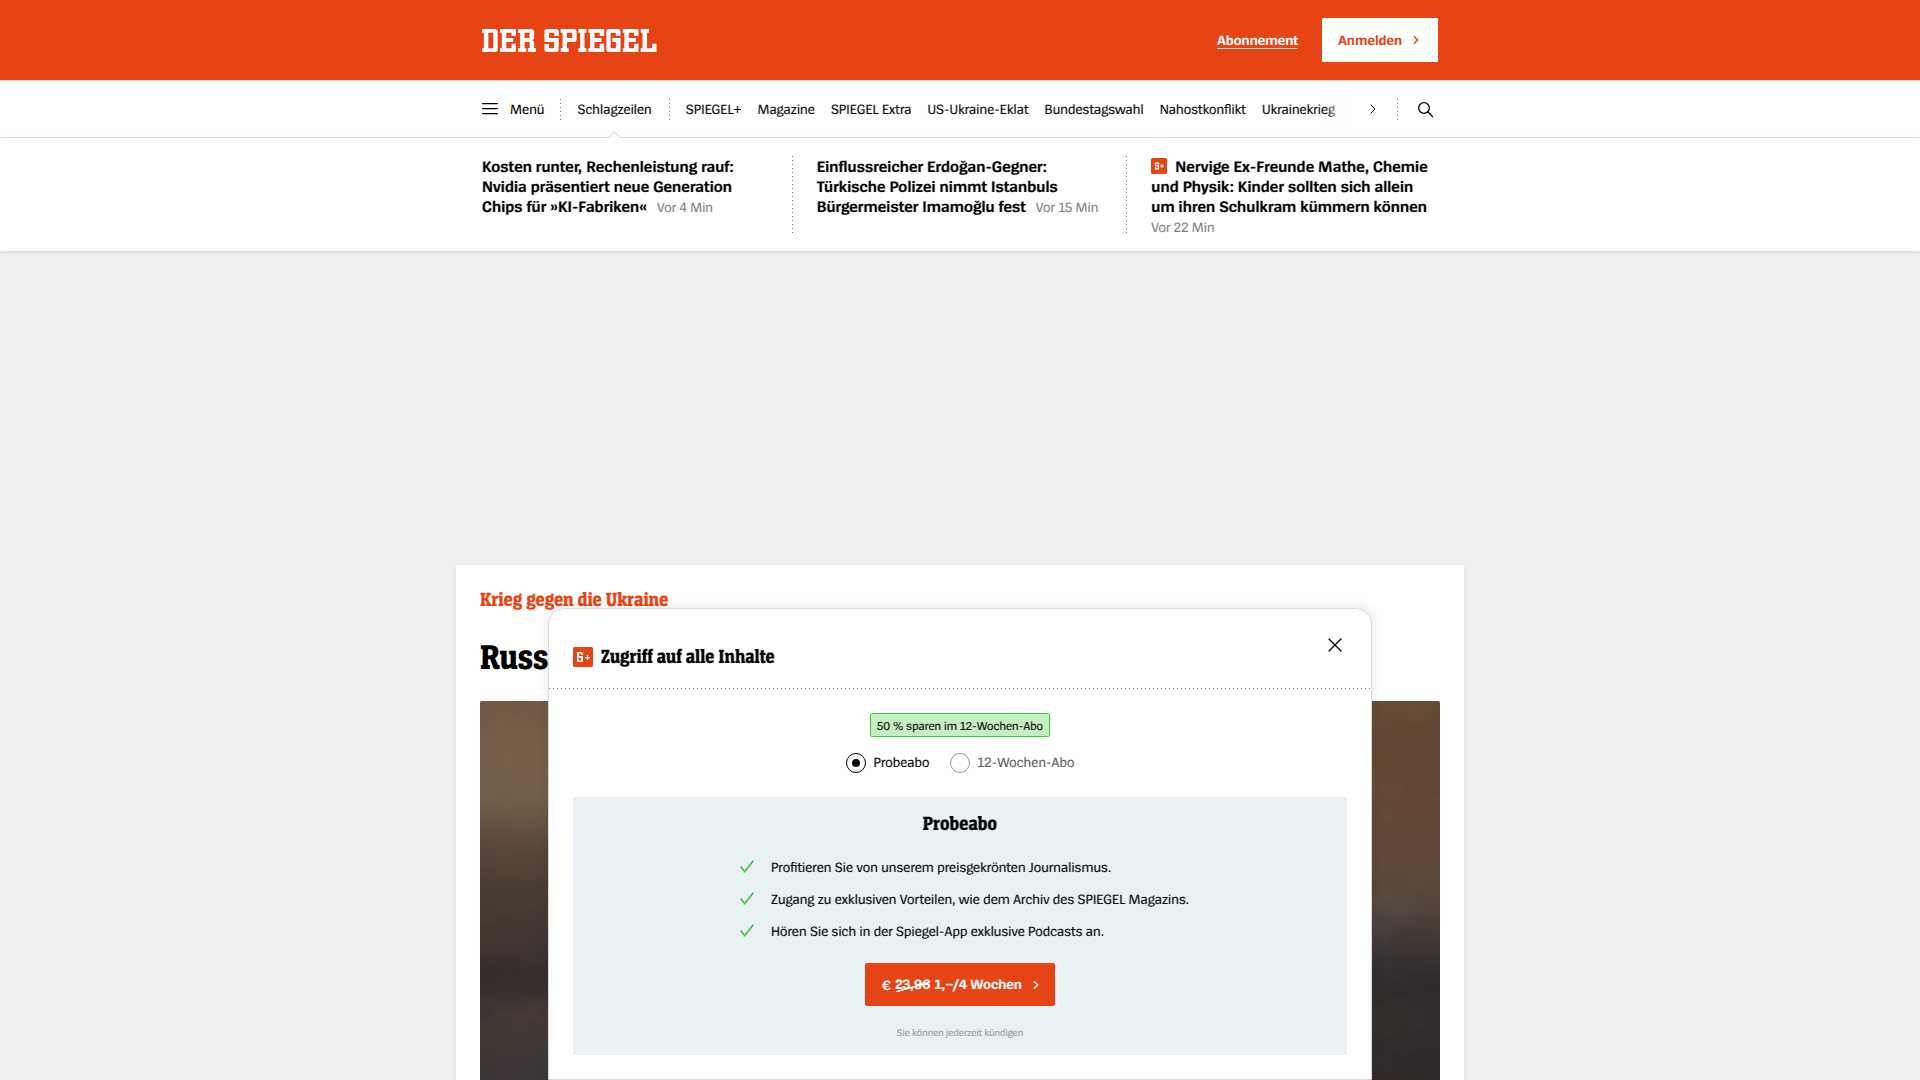 DER SPIEGEL
Abonnement
Anmelden
Menü
Schlagzeilen
SPIEGEL+
Magazine
SPIEGEL Extra
US-Ukraine-Eklat
Bundestagswahl
Nahostkonflikt
Ukrainekrieg
Kosten runter, Rechenleistung rauf:
Nvidia präsentiert neue Generation
Chips für »KI-Fabriken« Vor 4 Min
Einflussreicher Erdoğan-Gegner:
Türkische Polizei nimmt Istanbuls
Bürgermeister Imamoğlu fest Vor 15 Min
S+ Nervige Ex-Freunde Mathe, Chemie
und Physik: Kinder sollten sich allein
um ihren Schulkram kümmern können
Vor 22 Min
Krieg gegen die Ukraine
Russ
S+ Zugriff auf alle Inhalte
50 % sparen im 12-Wochen-Abo
Probeabo
12-Wochen-Abo
Probeabo
Profitieren Sie von unserem preisgekrönten Journalismus.
Zugang zu exklusiven Vorteilen, wie dem Archiv des SPIEGEL Magazins.
Hören Sie sich in der Spiegel-App exklusive Podcasts an.
€ 23,96 1,–/4 Wochen
Sie können jederzeit kündigen